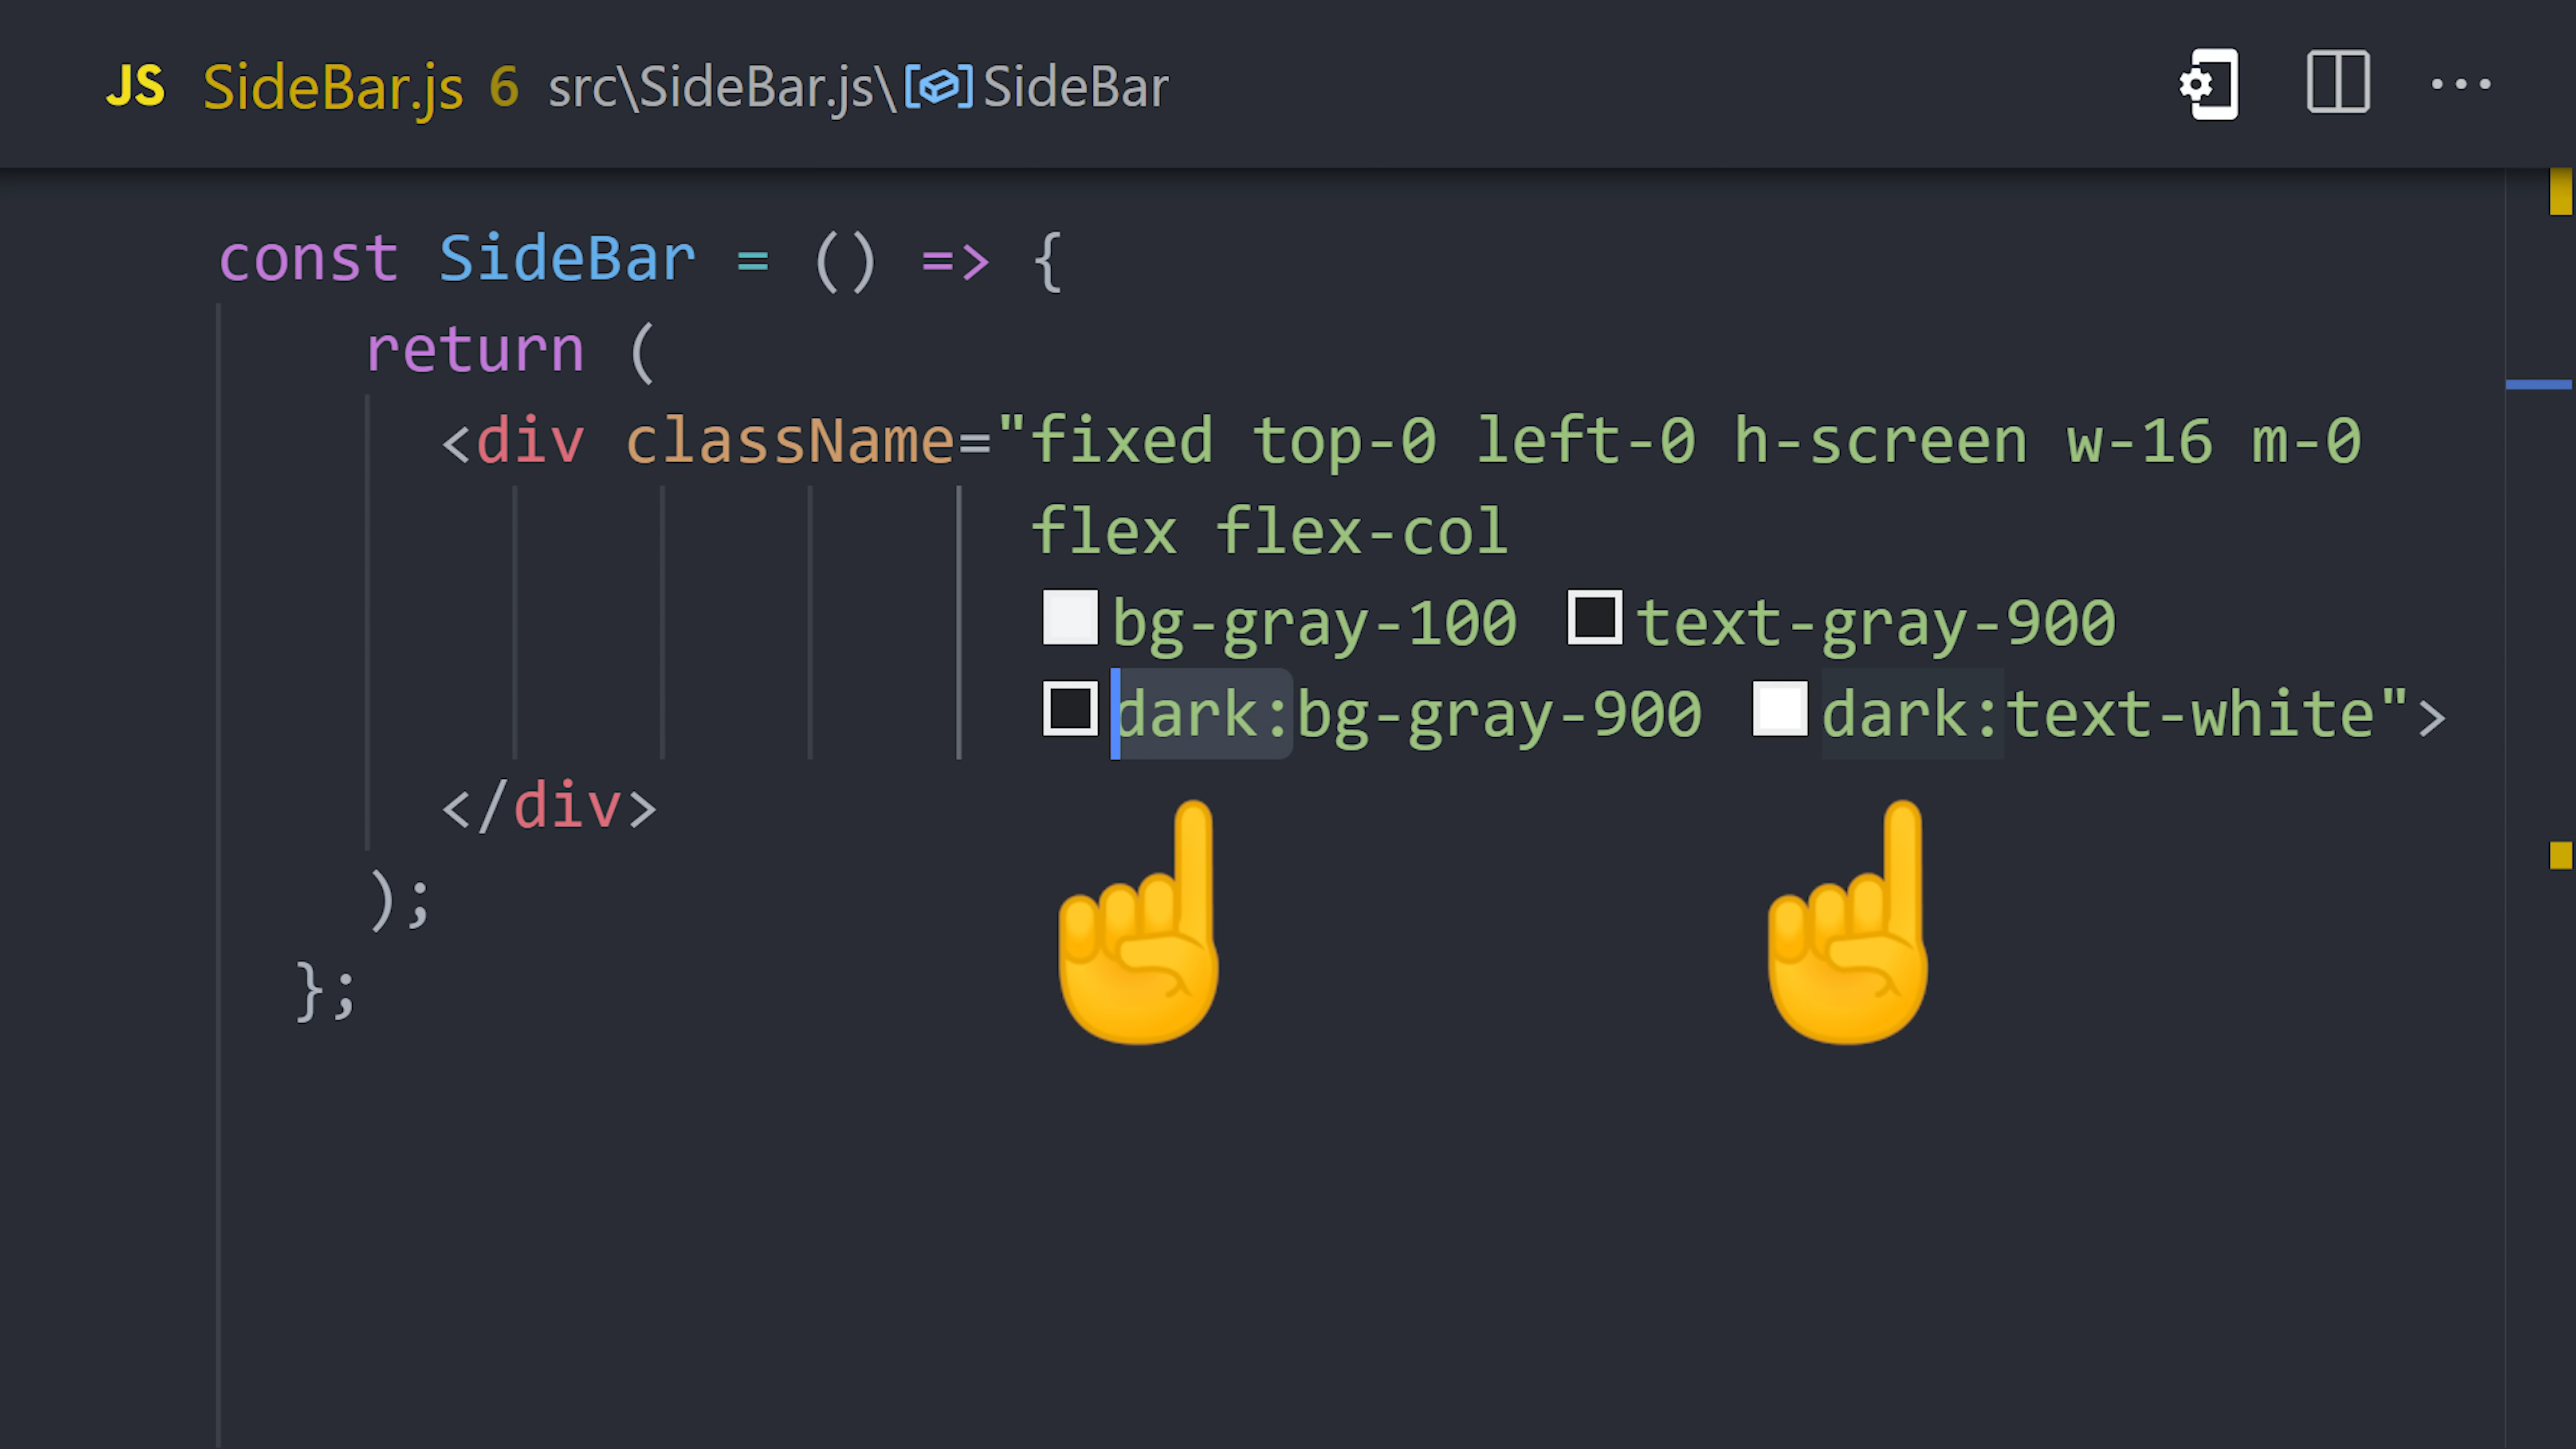 JS SideBar.js 6 src\SideBar.js\SideBar
const SideBar = () => {
return (
<div className="fixed top-0 left-0 h-screen w-16 m-0
flex flex-col
bg-gray-100 text-gray-900
dark:bg-gray-900 dark:text-white">
</div>
);
};